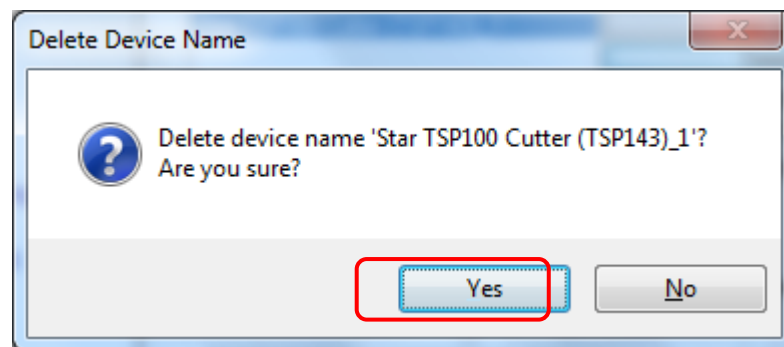 Delete Device Name
Delete device name 'Star TSP100 Cutter (TSP143)_1'?
Are you sure?
Yes
No